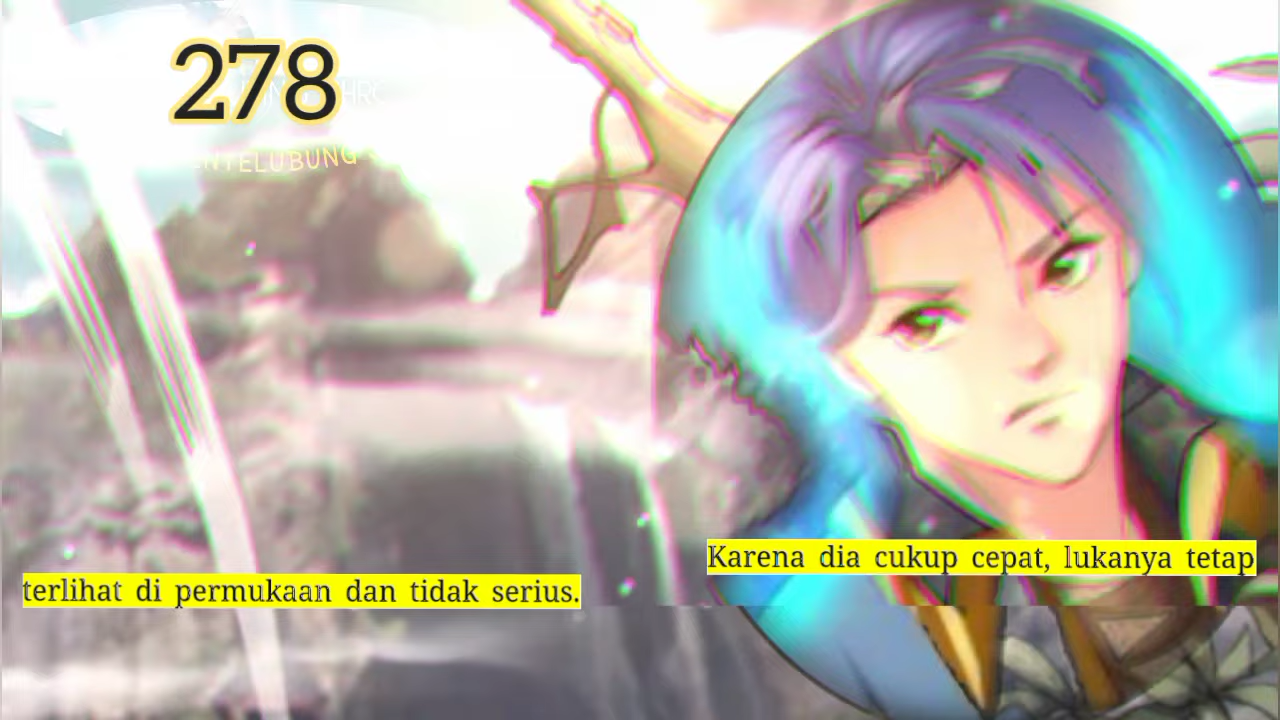 278
Karena dia cukup cepat, lukanya tetap
terlihat di permukaan dan tidak serius.